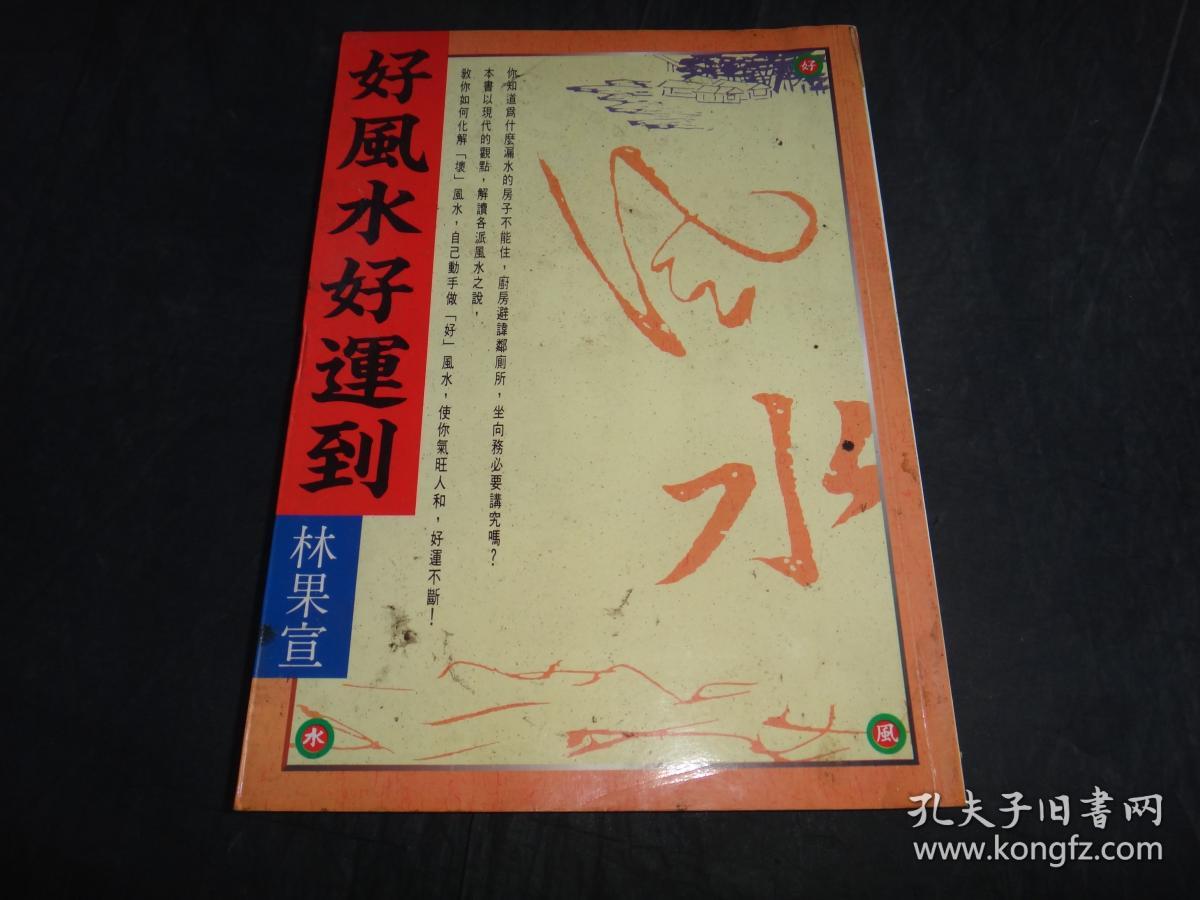 好風水好運到
林果宣
你知道爲什麼漏水的房子不能住，廚房避諱鄰廁所，坐向務必要講究嗎？
本書以現代的觀點，解讀各派風水之說，
教你如何化解「壞」風水，自己動手做「好」風水，使你氣旺人和，好運不斷！
好
风水
水
風
孔夫子旧書网
www.kongfz.com